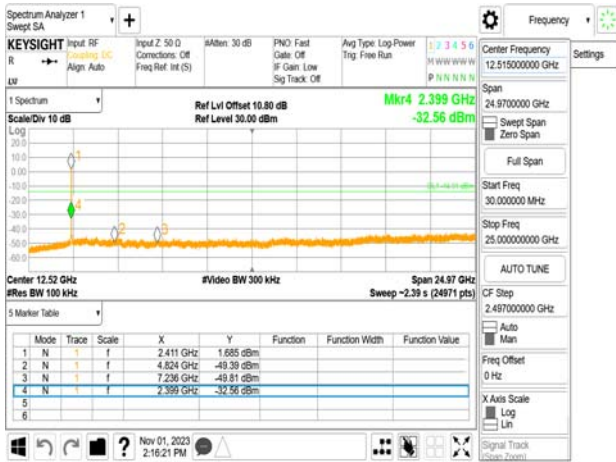 Spectrum Analyzer 1
Swept SA
+
Frequency
KEYSIGHT
Input: RF
Coupling: DC
Align: Auto
Input Z: 50 Ω
Corrections: Off
Freq Ref: Int (S)
#Atten: 30 dB
PNO: Fast
Gate: Off
IF Gain: Low
Sig Track: Off
Avg Type: Log-Power
Trig: Free Run
1 2 3 4 5 6
M W W W W W
P N N N N N
R
LVI
1 Spectrum
Scale/Div 10 dB
Ref Lvl Offset 10.80 dB
Ref Level 30.00 dBm
Mkr4 2.399 GHz
-32.56 dBm
Log
20.0
10.0
0.00
-10.0
-20.0
-30.0
-40.0
-50.0
-60.0
1
4
2
3
Center 12.52 GHz
#Res BW 100 kHz
#Video BW 300 kHz
Span 24.97 GHz
Sweep ~2.39 s (24971 pts)
5 Marker Table
Mode Trace Scale X Y Function Function Width Function Value
1 N 1 f 2.411 GHz 1.685 dBm
2 N 1 f 4.824 GHz -49.39 dBm
3 N 1 f 7.236 GHz -49.81 dBm
4 N 1 f 2.399 GHz -32.56 dBm
5
6
?
Nov 01, 2023
2:16:21 PM
Center Frequency
12.515000000 GHz
Settings
Span
24.9700000 GHz
Swept Span
Zero Span
Full Span
Start Freq
30.000000 MHz
Stop Freq
25.000000000 GHz
AUTO TUNE
CF Step
2.497000000 GHz
Auto
Man
Freq Offset
0 Hz
X Axis Scale
Log
Lin
Signal Track
(Span Zoom)